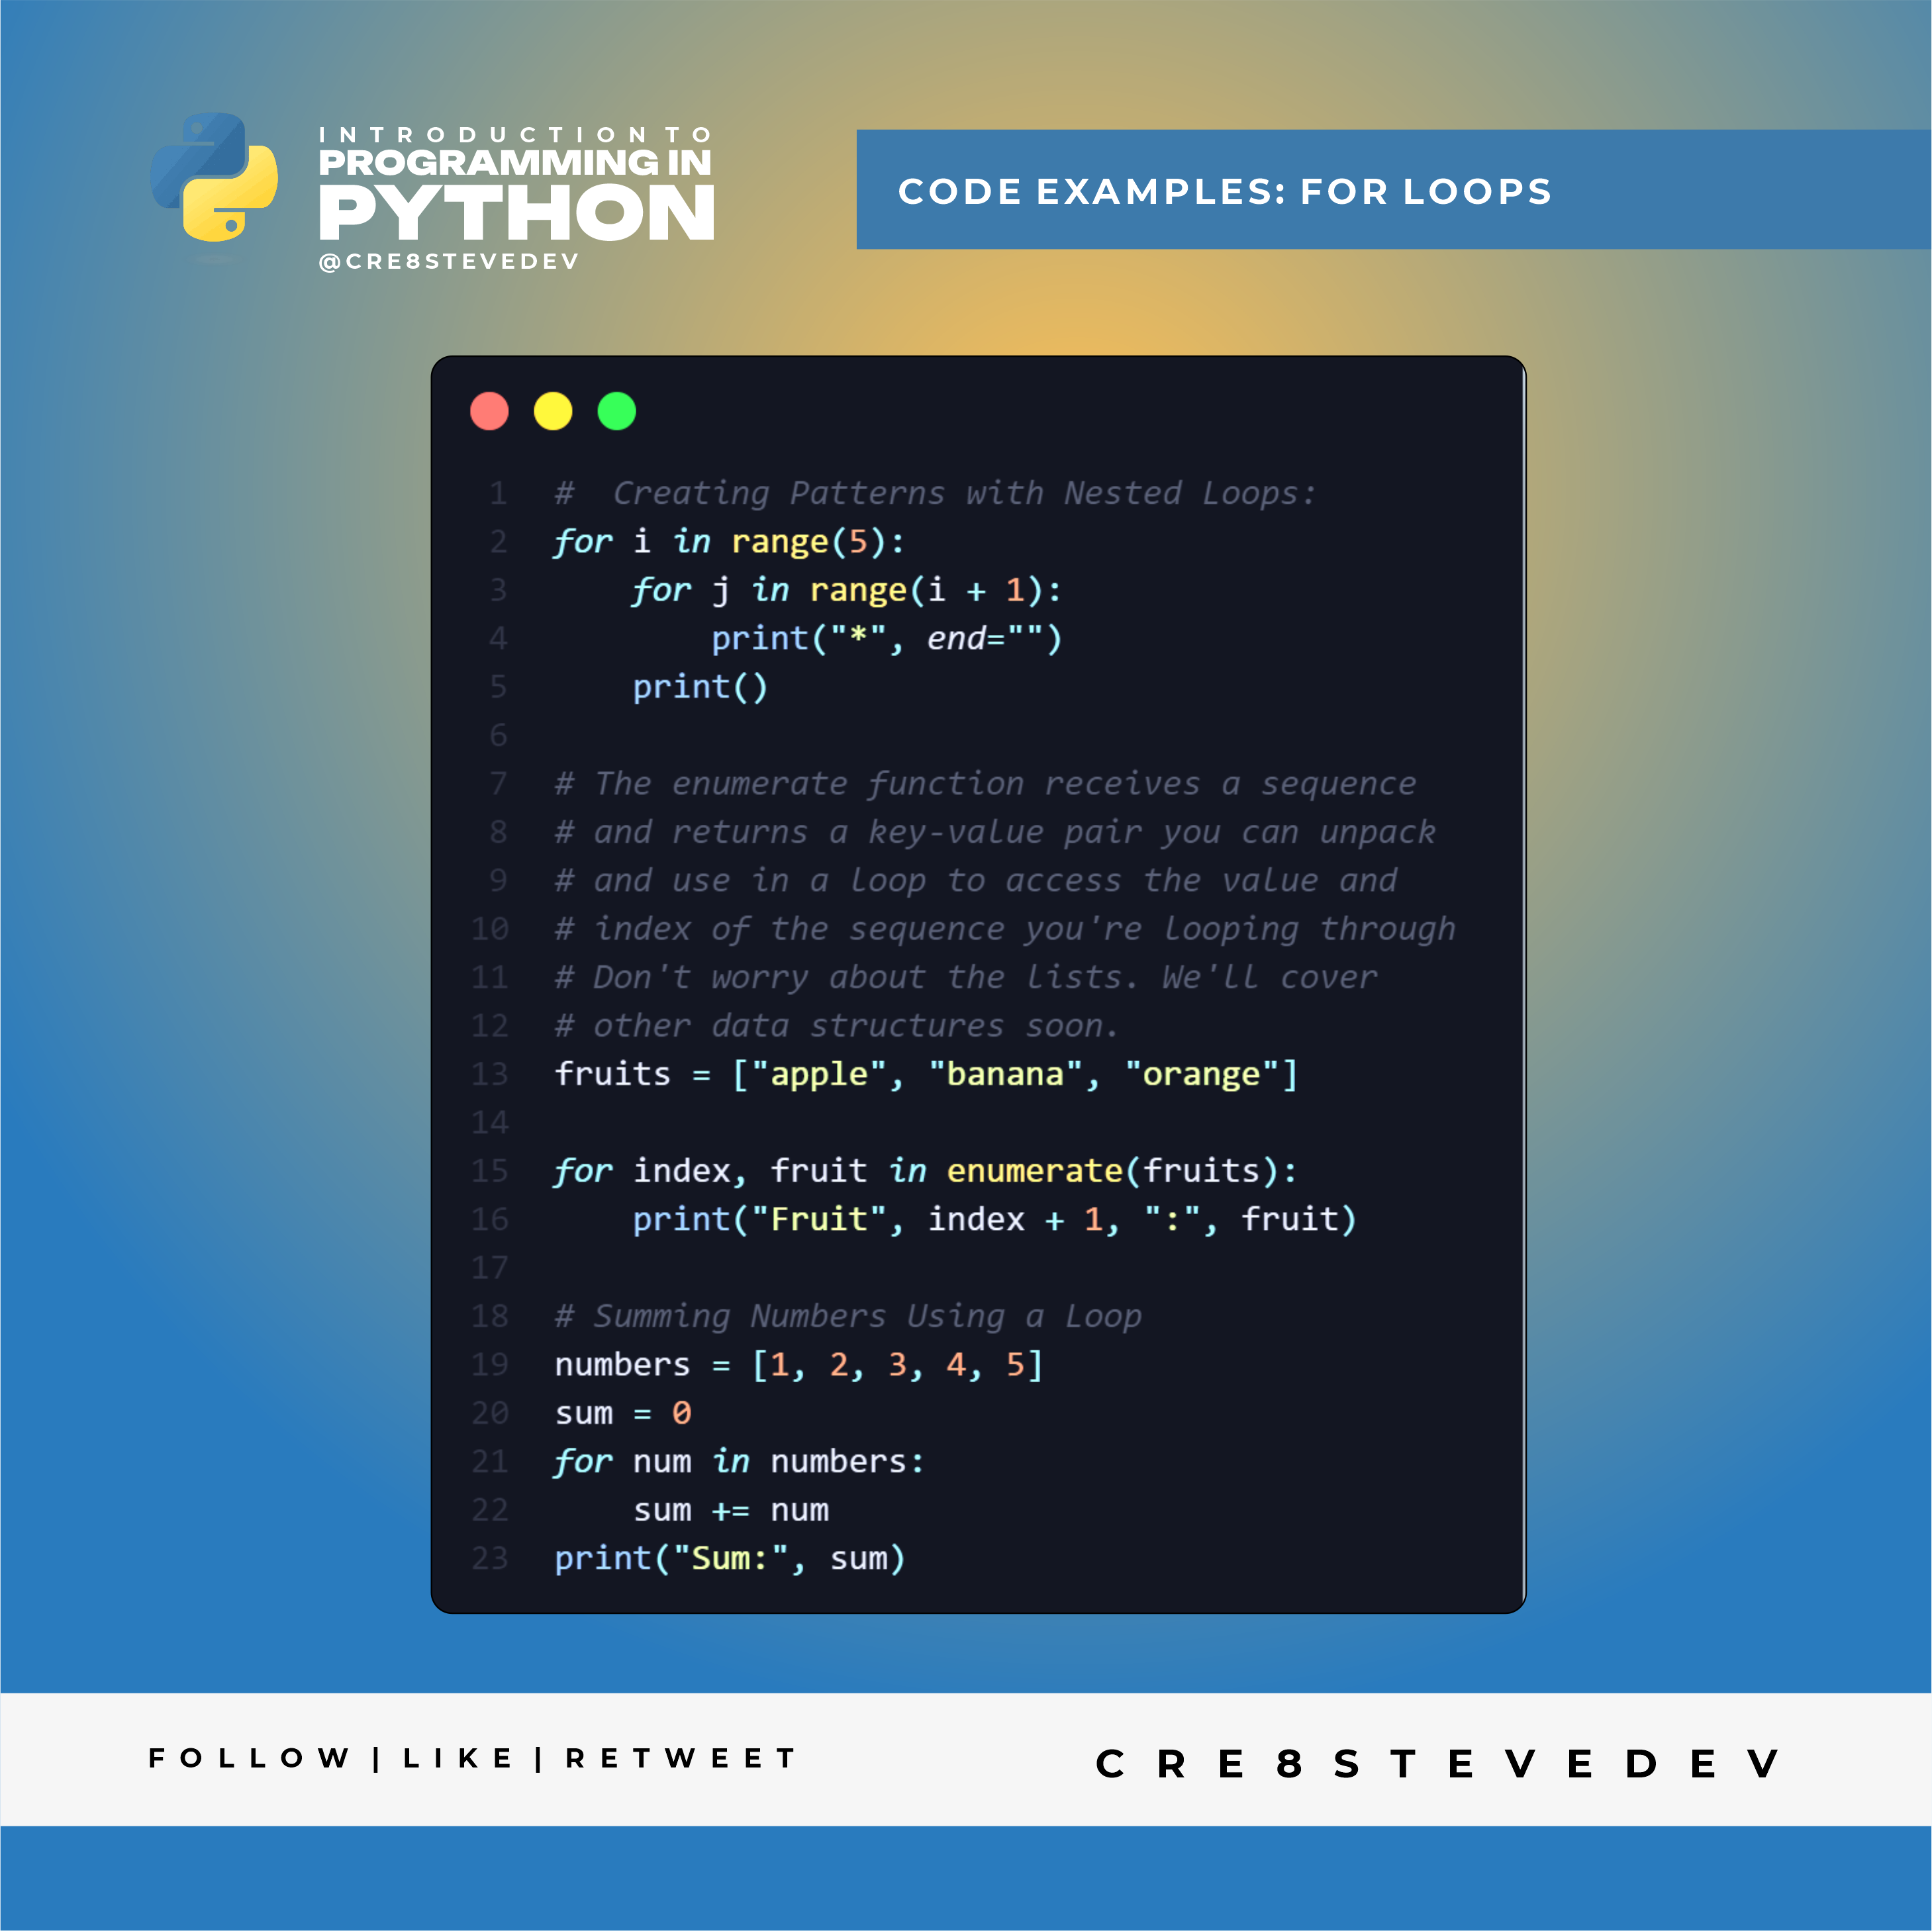 INTRODUCTION TO
PROGRAMMING IN
PYTHON
@CRE8STEVEDEV
CODE EXAMPLES: FOR LOOPS
1 #  Creating Patterns with Nested Loops:
2 for i in range(5):
3     for j in range(i + 1):
4         print("*", end="")
5     print()
6
7 # The enumerate function receives a sequence
8 # and returns a key-value pair you can unpack
9 # and use in a loop to access the value and
10 # index of the sequence you're looping through
11 # Don't worry about the lists. We'll cover
12 # other data structures soon.
13 fruits = ["apple", "banana", "orange"]
14
15 for index, fruit in enumerate(fruits):
16     print("Fruit", index + 1, ":", fruit)
17
18 # Summing Numbers Using a Loop
19 numbers = [1, 2, 3, 4, 5]
20 sum = 0
21 for num in numbers:
22     sum += num
23 print("Sum:", sum)
FOLLOW | LIKE | RETWEET
CRE8STEVEDEV